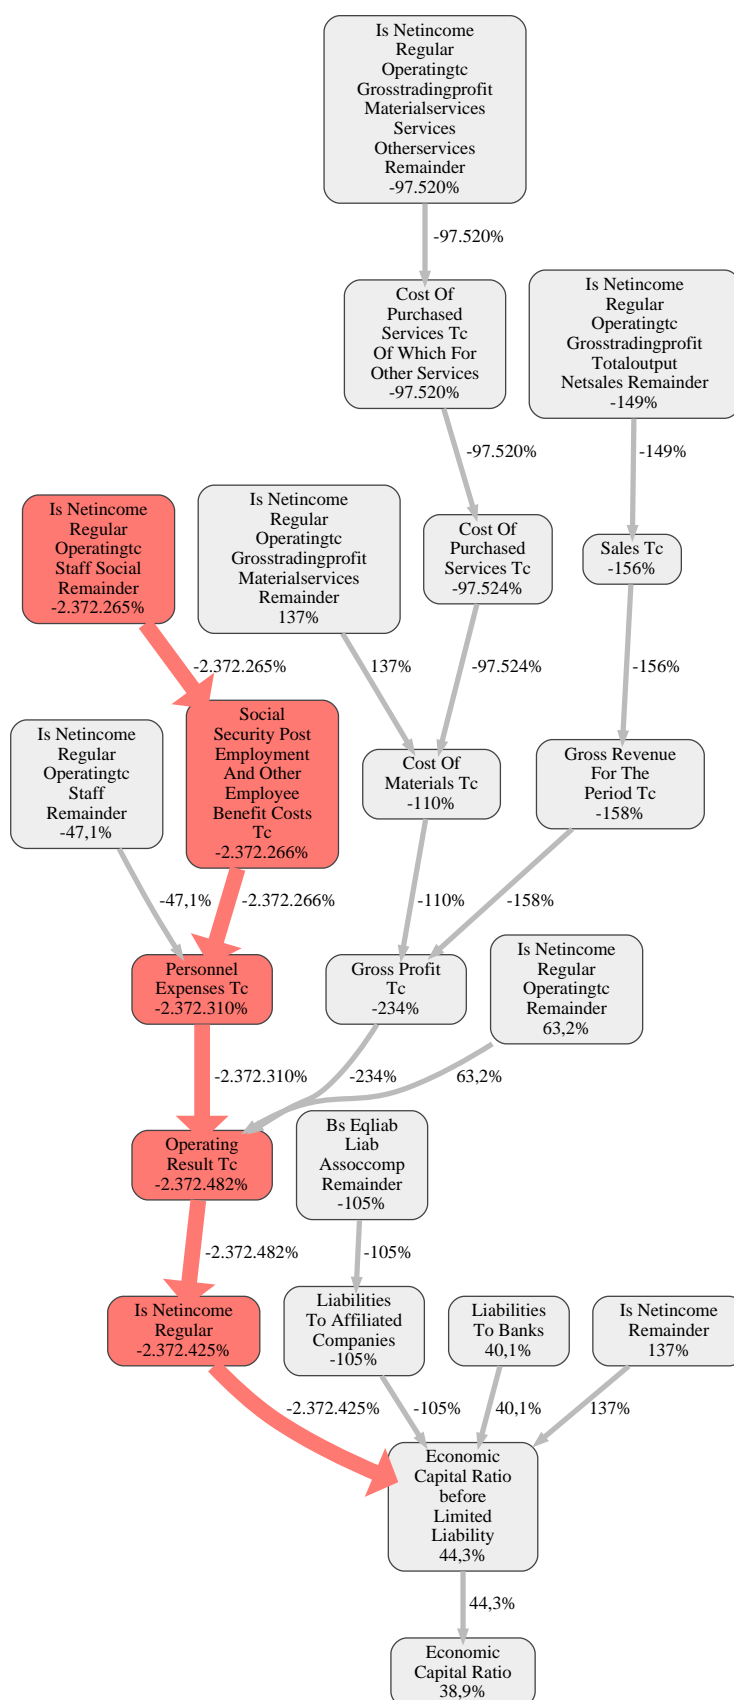 Is Netincome
Regular
Operatingtc
Grosstradingprofit
Materialservices
Services
Otherservices
Remainder
-97.520%
-97.520%
Cost Of
Purchased
Services Tc
Of Which For
Other Services
-97.520%
Is Netincome
Regular
Operatingtc
Grosstradingprofit
Totaloutput
Netsales Remainder
-149%
-97.520%
-149%
Is Netincome
Regular
Operatingtc
Staff Social
Remainder
-2.372.265%
Is Netincome
Regular
Operatingtc
Grosstradingprofit
Materialservices
Remainder
137%
Cost Of
Purchased
Services Tc
-97.524%
Sales Tc
-156%
-2.372.265%
137%
-97.524%
-156%
Is Netincome
Regular
Operatingtc
Staff
Remainder
-47,1%
Social
Security Post
Employment
And Other
Employee
Benefit Costs
Tc
-2.372.266%
Cost Of
Materials Tc
-110%
Gross Revenue
For The
Period Tc
-158%
-47,1%
-2.372.266%
-110%
-158%
Personnel
Expenses Tc
-2.372.310%
Gross Profit
Tc
-234%
Is Netincome
Regular
Operatingtc
Remainder
63,2%
-2.372.310%
-234%
63,2%
Operating
Result Tc
-2.372.482%
Bs Eqliab
Liab
Assoccomp
Remainder
-105%
-2.372.482%
-105%
Is Netincome
Regular
-2.372.425%
Liabilities
To Affiliated
Companies
-105%
Liabilities
To Banks
40,1%
Is Netincome
Remainder
137%
-2.372.425%
-105%
40,1%
137%
Economic
Capital Ratio
before
Limited
Liability
44,3%
44,3%
Economic
Capital Ratio
38,9%